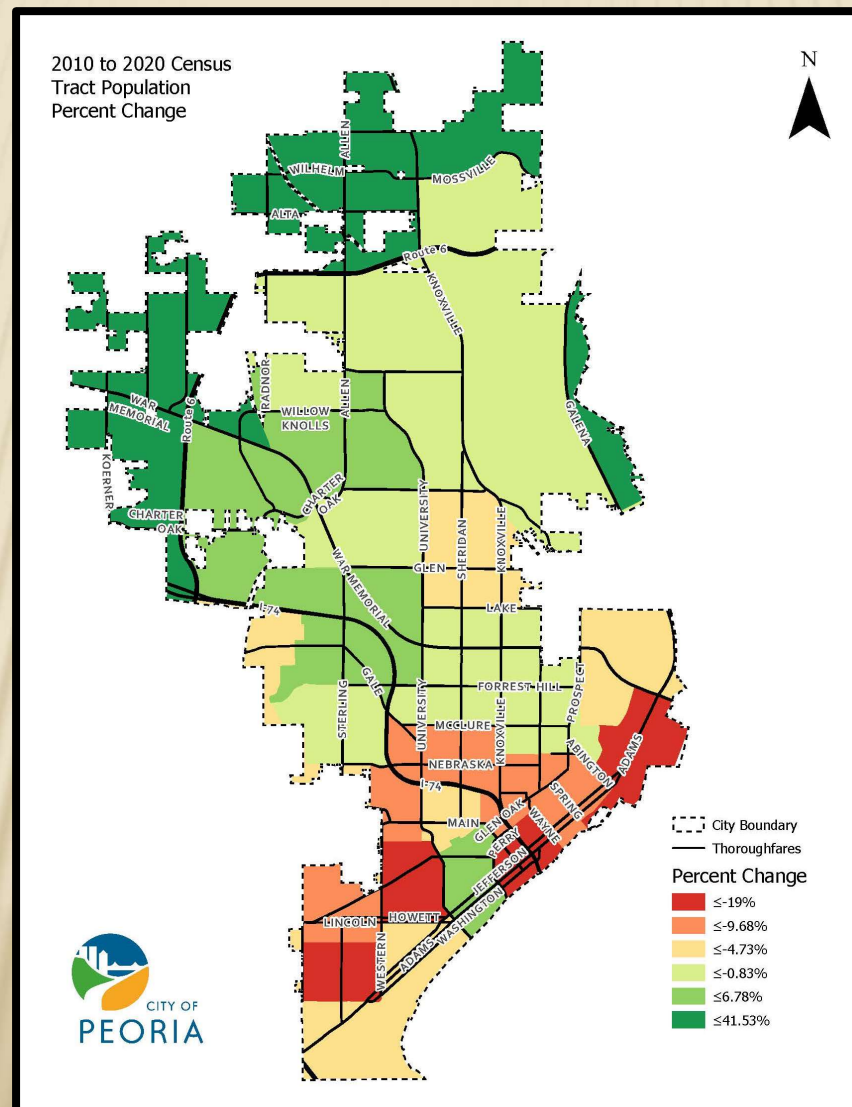 2010 to 2020 Census
Tract Population
Percent Change
N
ALLEN
WILHELM
MOSSVILLE
ALTA
Route 6
KNOXVILLE
RADNOR
ALLEN
WAR
MEMORIAL
Route 6
WILLOW
KNOLLS
GALENA
KOERNER
CHARTER
OAK
CHARTER
OAK
UNIVERSITY
SHERIDAN
KNOXVILLE
WAR MEMORIAL
GLEN
I-74
LAKE
GALE
STERLING
UNIVERSITY
FORREST HILL
PROSPECT
KNOXVILLE
MCCLURE
NEBRASKA
ABINGTON
ADAMS
I-74
SPRING
MAIN
GLEN OAK
WAYNE
PERRY
JEFFERSON
WASHINGTON
LINCOLN
HOWETT
ADAMS
WESTERN
City Boundary
Thoroughfares
Percent Change
≤-19%
≤-9.68%
≤-4.73%
≤-0.83%
≤6.78%
≤41.53%
CITY OF
PEORIA